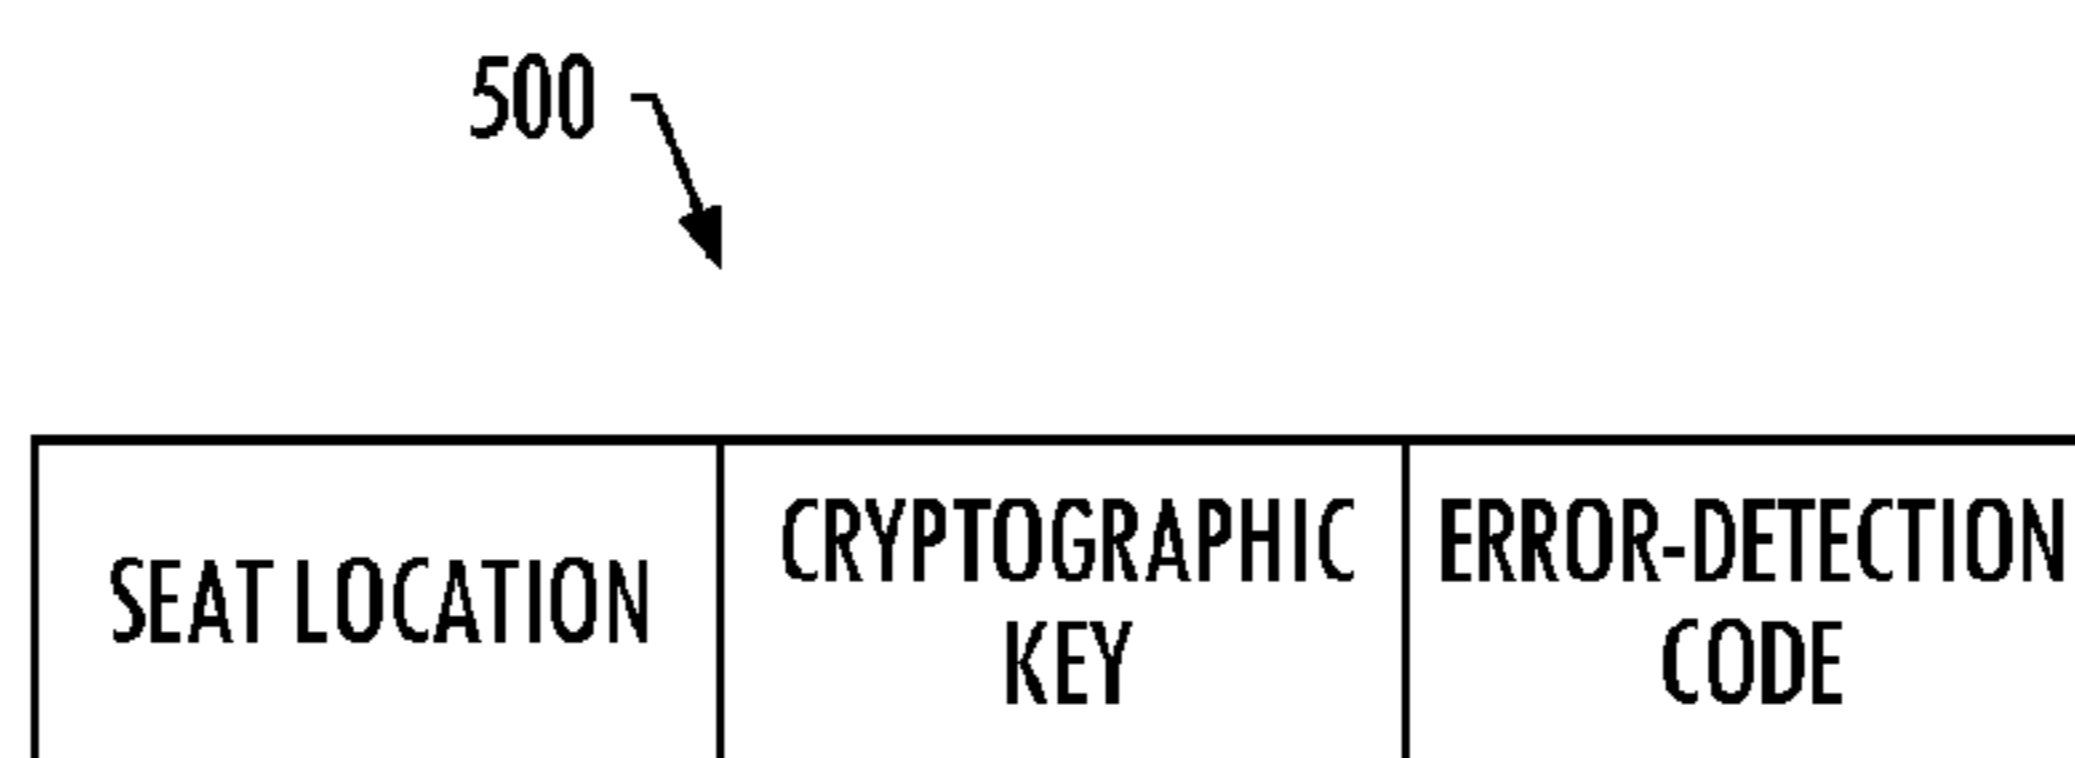 500
SEAT LOCATION
CRYPTOGRAPHIC
KEY
ERROR-DETECTION
CODE